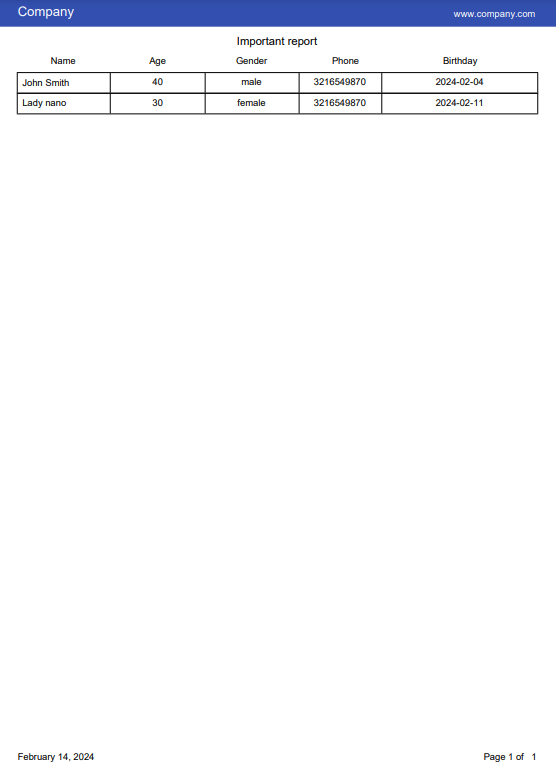 Company www.company.com
Important report
Name Age Gender Phone Birthday
John Smith 40 male 3216549870 2024-02-04
Lady nano 30 female 3216549870 2024-02-11
February 14, 2024 Page 1 of 1